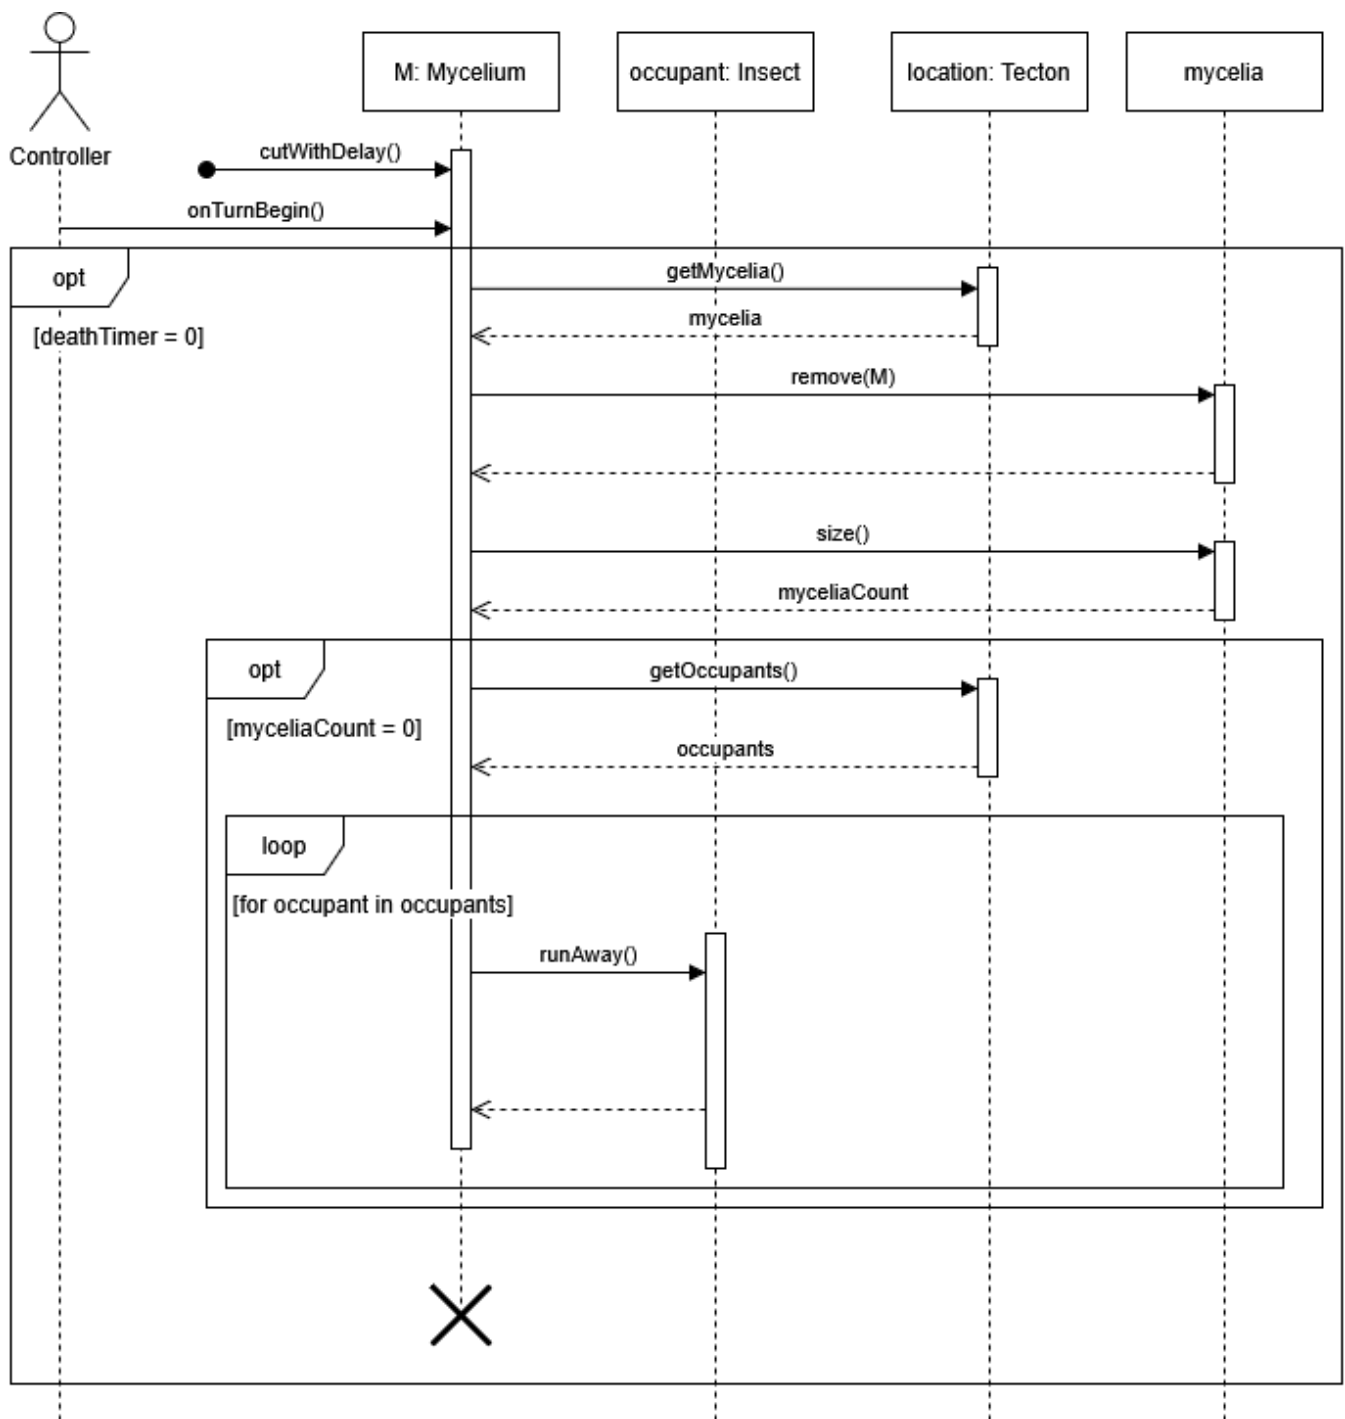 M: Mycelium
occupant: Insect
location: Tecton
mycelia
Controller
cutWithDelay()
onTurnBegin()
opt
[deathTimer = 0]
getMycelia()
mycelia
remove(M)
size()
myceliaCount
opt
[myceliaCount = 0]
getOccupants()
occupants
loop
[for occupant in occupants]
runAway()